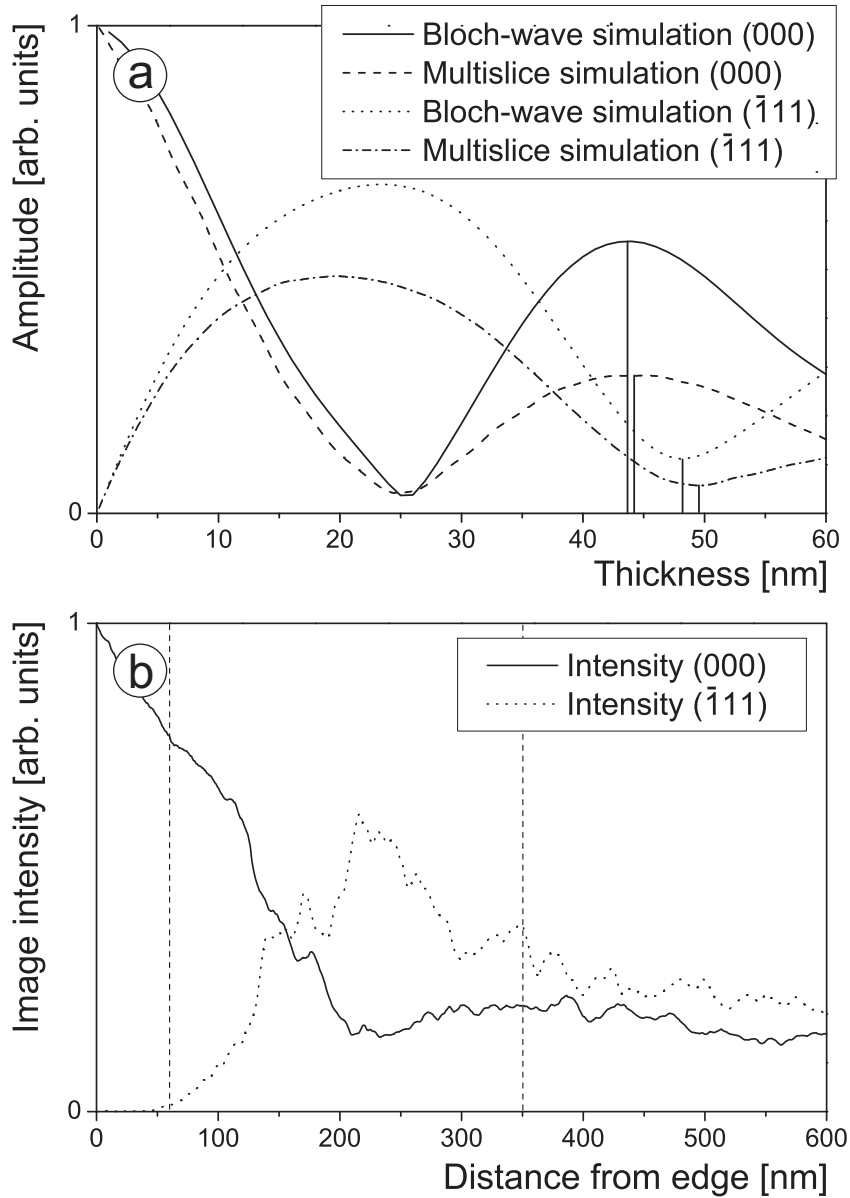 1
a
Bloch-wave simulation (000)
Multislice simulation (000)
Bloch-wave simulation (1̄11)
Multislice simulation (1̄11)
Amplitude [arb. units]
0
0 10 20 30 40 50 60
Thickness [nm]
1
b
Intensity (000)
Intensity (1̄11)
Image intensity [arb. units]
0
0 100 200 300 400 500 600
Distance from edge [nm]